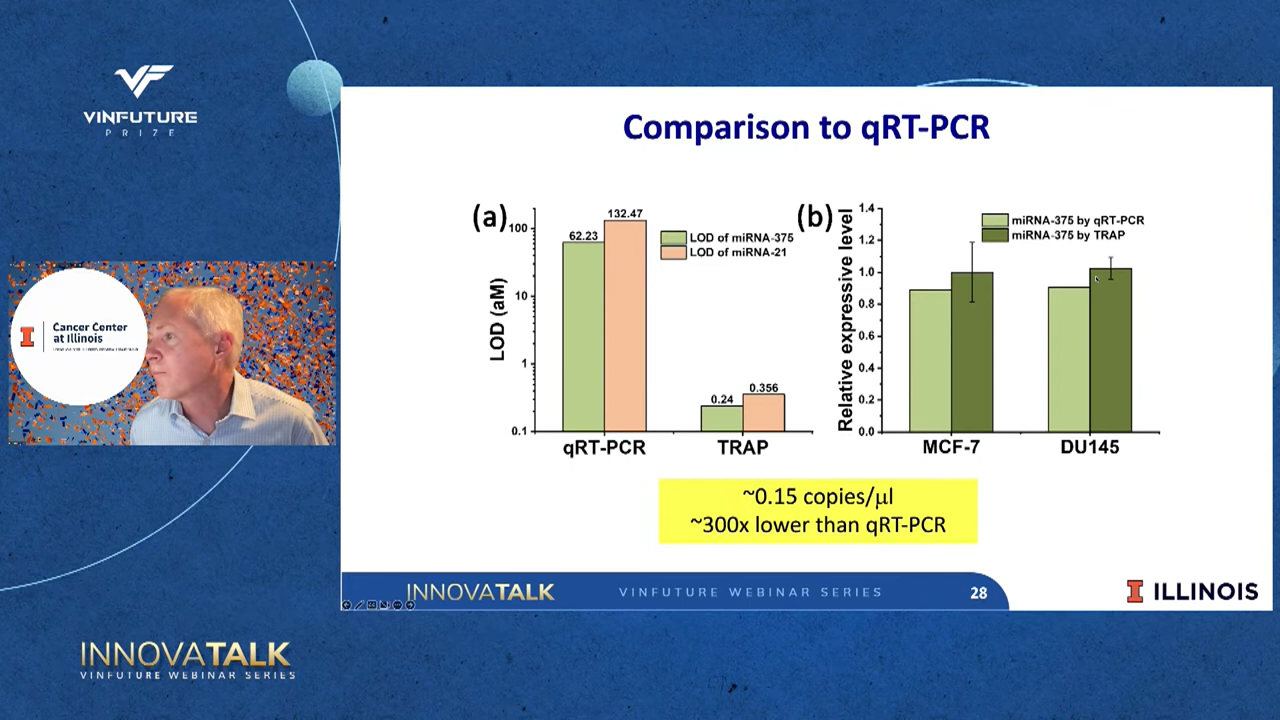 VINFUTURE
PRIZE
Cancer Center
at Illinois
Comparison to qRT-PCR
(a)
LOD (aM)
100
10
1
0.1
62.23
132.47
0.24
0.356
LOD of miRNA-375
LOD of miRNA-21
qRT-PCR
TRAP
(b)
Relative expressive level
1.4
1.2
1.0
0.8
0.6
0.4
0.2
0.0
miRNA-375 by qRT-PCR
miRNA-375 by TRAP
MCF-7
DU145
~0.15 copies/µl
~300x lower than qRT-PCR
INNOVATALK
VINFUTURE WEBINAR SERIES
28
ILLINOIS
INNOVATALK
VINFUTURE WEBINAR SERIES